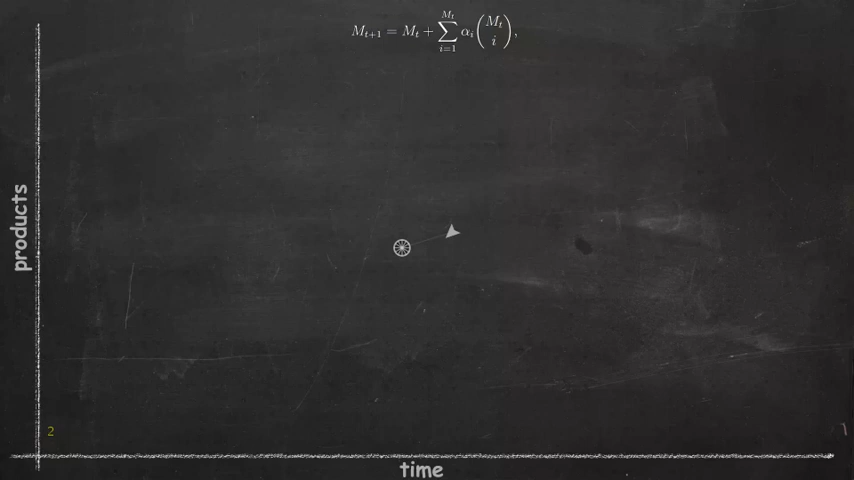 M_{t+1} = M_t + \sum_{i=1}^{M_t} \alpha_i \binom{M_t}{i},
products
2
time